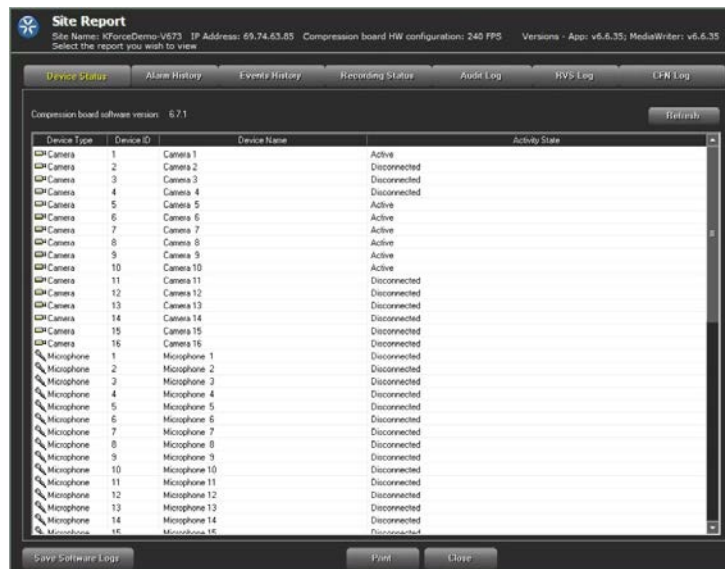 Site Report
Site Name: KForceDemo-V673 IP Address: 69.74.63.85 Compression board HW configuration: 240 FPS Versions - App: v6.6.35; MediaWriter: v6.6.35
Select the report you wish to view
Device Status Alarm History Events History Recording Status Audit Log RVS Log CFN Log
Compression board software version: 6.7.1 Refresh
Device Type Device ID Device Name Activity State
Camera 1 Camera 1 Active
Camera 2 Camera 2 Disconnected
Camera 3 Camera 3 Disconnected
Camera 4 Camera 4 Disconnected
Camera 5 Camera 5 Active
Camera 6 Camera 6 Active
Camera 7 Camera 7 Active
Camera 8 Camera 8 Active
Camera 9 Camera 9 Active
Camera 10 Camera 10 Active
Camera 11 Camera 11 Disconnected
Camera 12 Camera 12 Disconnected
Camera 13 Camera 13 Disconnected
Camera 14 Camera 14 Disconnected
Camera 15 Camera 15 Disconnected
Camera 16 Camera 16 Disconnected
Microphone 1 Microphone 1 Disconnected
Microphone 2 Microphone 2 Disconnected
Microphone 3 Microphone 3 Disconnected
Microphone 4 Microphone 4 Disconnected
Microphone 5 Microphone 5 Disconnected
Microphone 6 Microphone 6 Disconnected
Microphone 7 Microphone 7 Disconnected
Microphone 8 Microphone 8 Disconnected
Microphone 9 Microphone 9 Disconnected
Microphone 10 Microphone 10 Disconnected
Microphone 11 Microphone 11 Disconnected
Microphone 12 Microphone 12 Disconnected
Microphone 13 Microphone 13 Disconnected
Microphone 14 Microphone 14 Disconnected
Microphone 15 Microphone 15 Disconnected
Save Software Logs Print Close